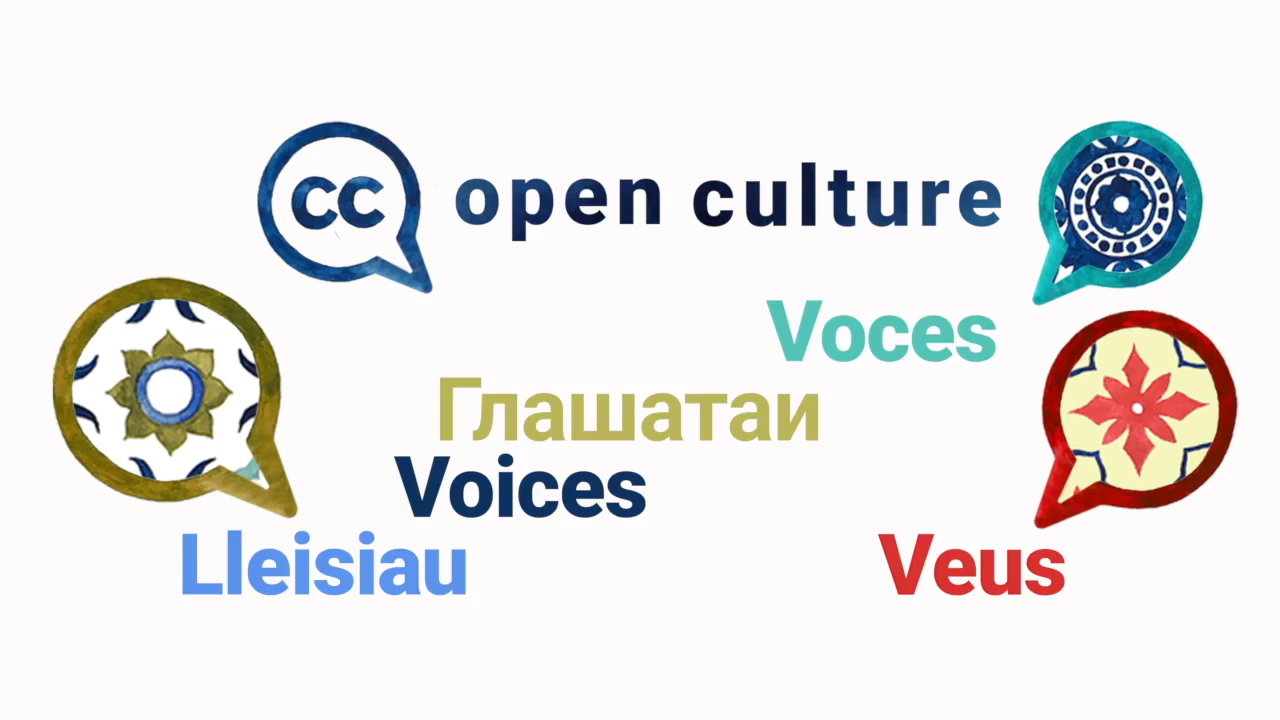 cc open culture
Voces
Глашатаи
Voices
Lleisiau
Veus